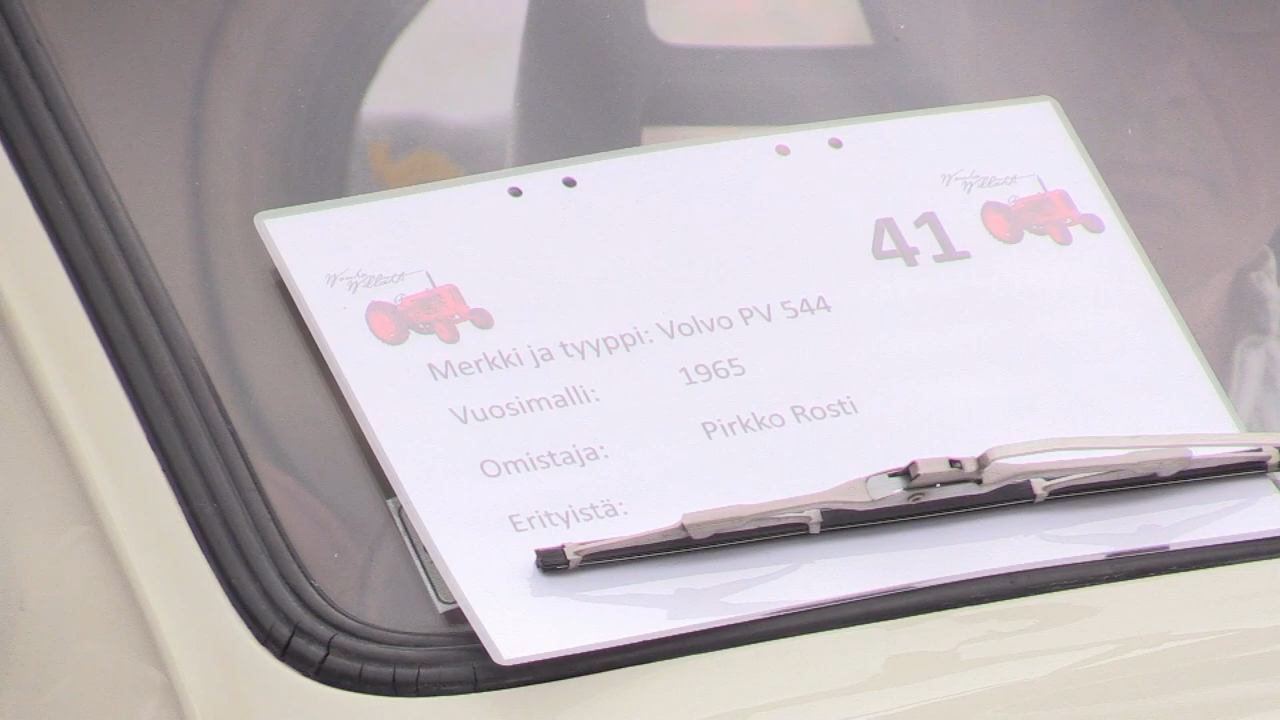 41
Merkki ja tyyppi: Volvo PV 544
Vuosimalli: 1965
Omistaja: Pirkko Rosti
Erityistä: